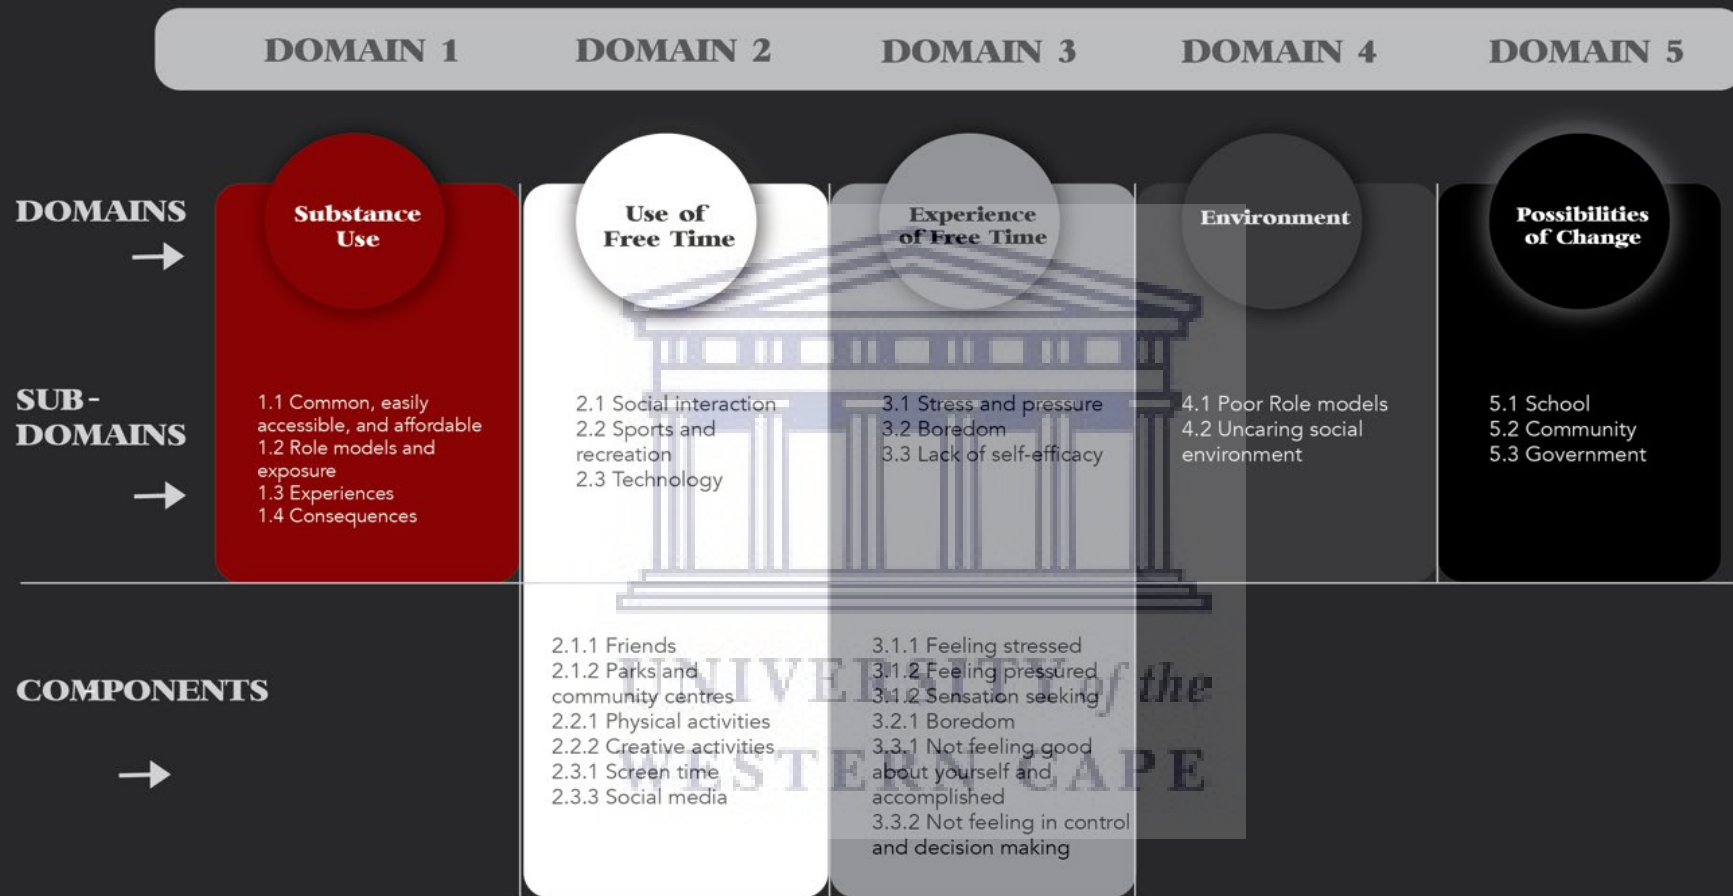 DOMAIN 1
DOMAIN 2
DOMAIN 3
DOMAIN 4
DOMAIN 5
DOMAINS
Substance
Use
Use of
Free Time
Experience
of Free Time
Environment
Possibilities
of Change
SUB-
DOMAINS
1.1 Common, easily
accessible, and affordable
1.2 Role models and
exposure
1.3 Experiences
1.4 Consequences
2.1 Social interaction
2.2 Sports and
recreation
2.3 Technology
3.1 Stress and pressure
3.2 Boredom
3.3 Lack of self-efficacy
4.1 Poor Role models
4.2 Uncaring social
environment
5.1 School
5.2 Community
5.3 Government
COMPONENTS
2.1.1 Friends
2.1.2 Parks and
community centres
2.2.1 Physical activities
2.2.2 Creative activities
2.3.1 Screen time
2.3.3 Social media
3.1.1 Feeling stressed
3.1.2 Feeling pressured
3.1.2 Sensation seeking
3.2.1 Boredom
3.3.1 Not feeling good
about yourself and
accomplished
3.3.2 Not feeling in control
and decision making
UNIVERSITY of the
WESTERN CAPE